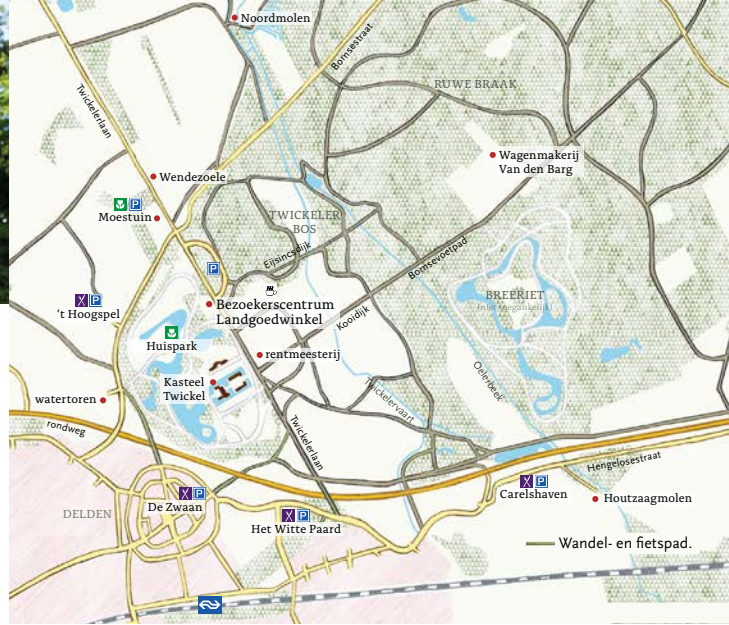 Noordmolen
Bornsestraat
RUWE BRAAK
Twickelerlaan
Wagenmakerij
Van den Barg
Wendezoele
P
Moestuin
TWICKELER
BOS
Eijsincsdijk
Bornsevoetpad
P
BREERIET
(niet toegankelijk)
P
't Hoogspel
Bezoekerscentrum
Landgoedwinkel
Kooidijk
Huispark
rentmeesterij
Kasteel
Twickel
Oelerbeek
Twickelervaart
watertoren
rondweg
Twickelerlaan
Hengelosestraat
P
Carelshaven
Houtzaagmolen
P
De Zwaan
DELDEN
P
Het Witte Paard
Wandel- en fietspad.